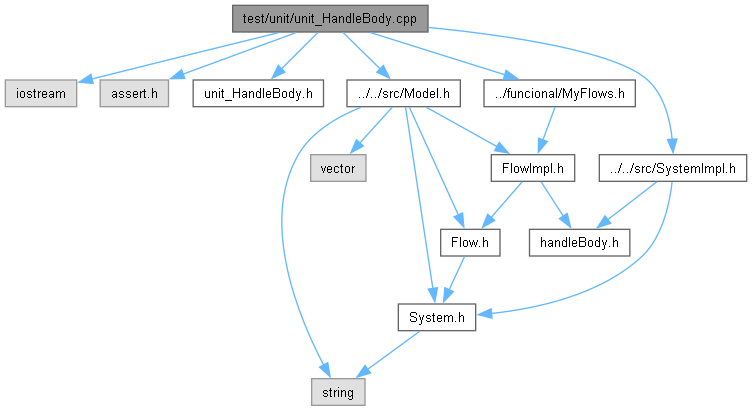 test/unit/unit_HandleBody.cpp
iostream
assert.h
unit_HandleBody.h
../../src/Model.h
../funcional/MyFlows.h
vector
FlowImpl.h
../../src/SystemImpl.h
Flow.h
handleBody.h
System.h
string